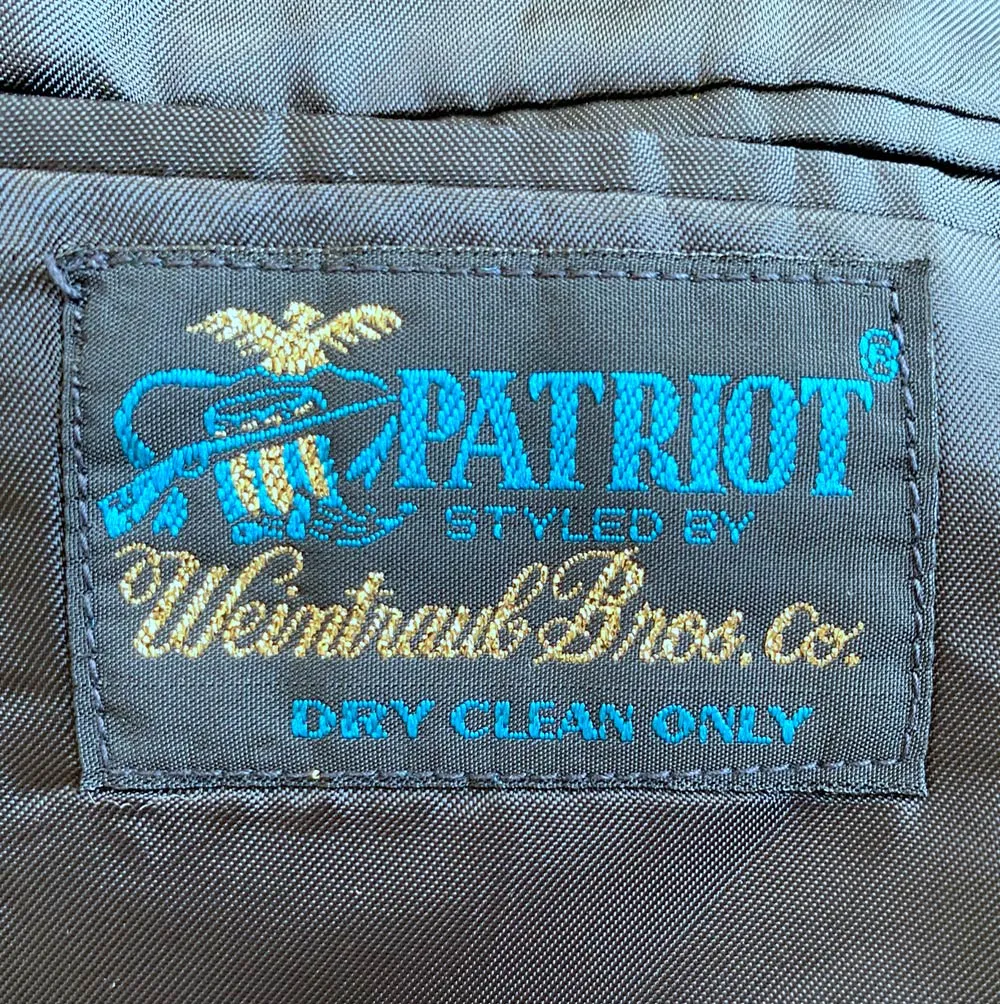 PATRIOT®
STYLED BY
Weintraub Bros. Co.
DRY CLEAN ONLY